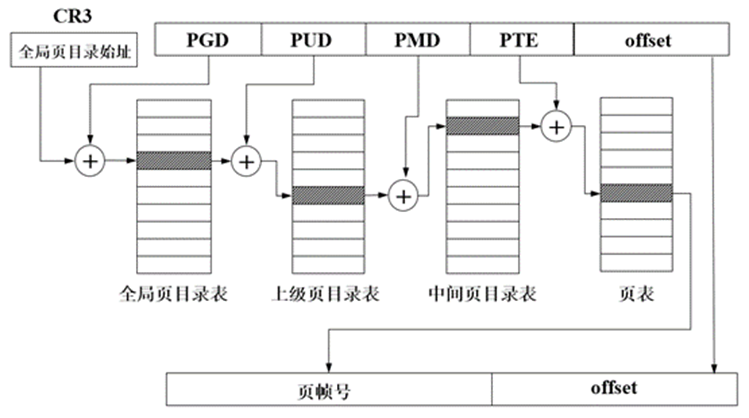 CR3
全局页目录始址
PGD
PUD
PMD
PTE
offset
+
+
+
+
全局页目录表
上级页目录表
中间页目录表
页表
页帧号
offset